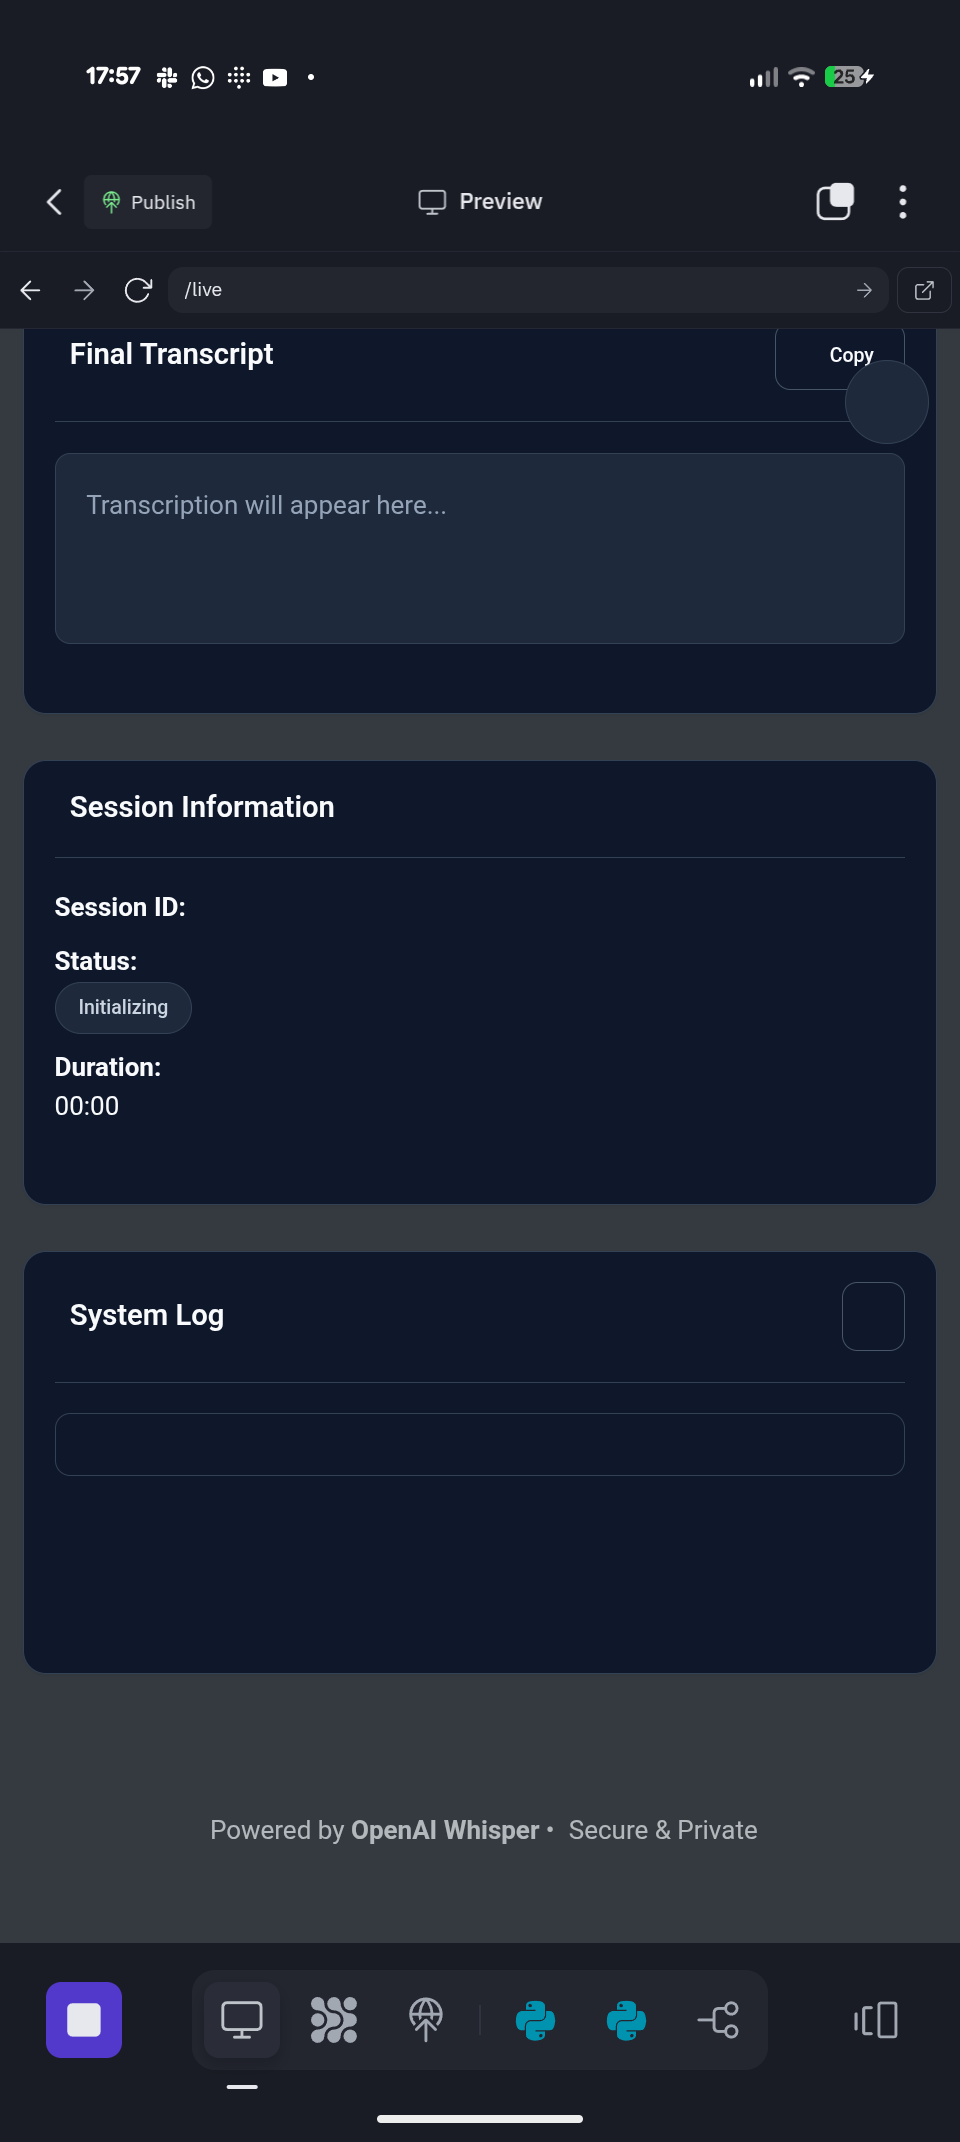 17:57
25
Publish
Preview
/live
Final Transcript
Copy
Transcription will appear here...
Session Information
Session ID:
Status:
Initializing
Duration:
00:00
System Log
Powered by OpenAI Whisper • Secure & Private